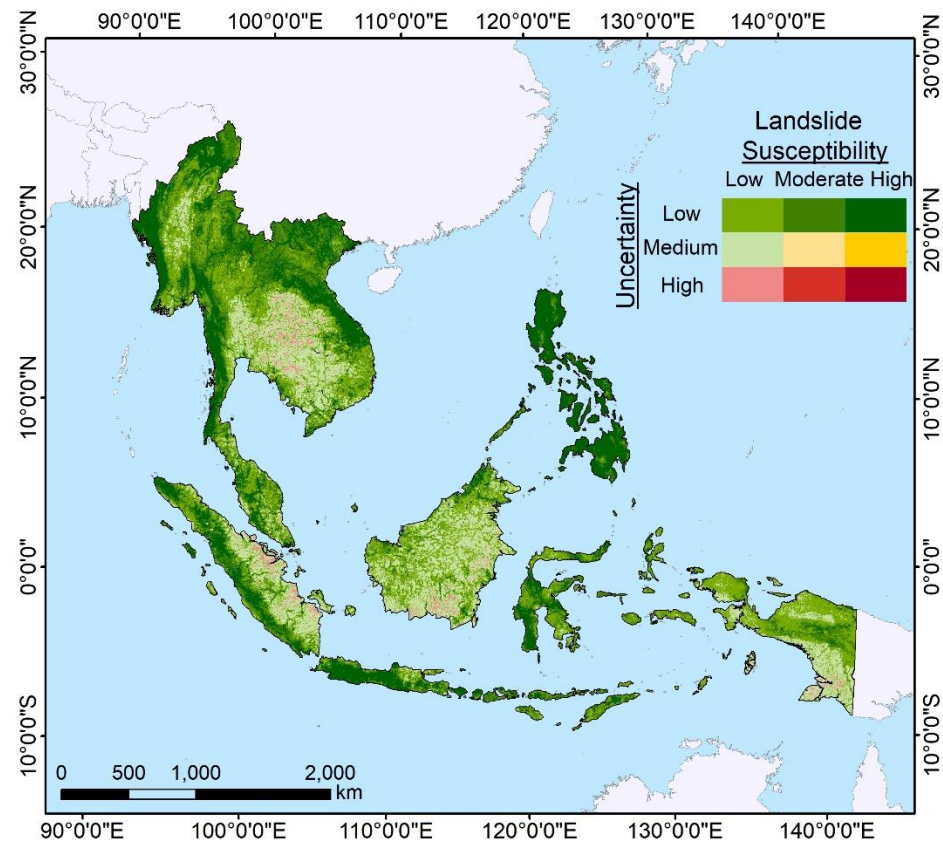 90°0'0"E 100°0'0"E 110°0'0"E 120°0'0"E 130°0'0"E 140°0'0"E
30°0'0"N 30°0'0"N
Landslide
Susceptibility
Low Moderate High
Uncertainty
Low
Medium
High
20°0'0"N 20°0'0"N
10°0'0"N 10°0'0"N
0°0'0" 0°0'0"
10°0'0"S 10°0'0"S
0 500 1,000 2,000
km
90°0'0"E 100°0'0"E 110°0'0"E 120°0'0"E 130°0'0"E 140°0'0"E